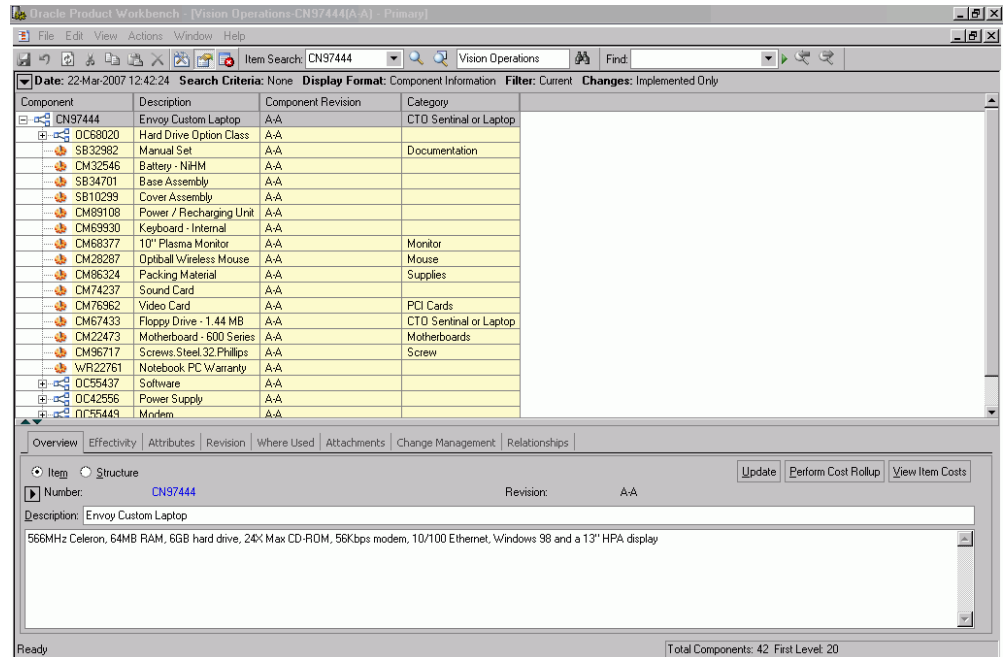 Oracle Product Workbench - [Vision Operations-CN97444[A-A] - Primary]
File Edit View Actions Window Help
Item Search: CN97444 Vision Operations Find:
Date: 22-Mar-2007 12:42:24 Search Criteria: None Display Format: Component Information Filter: Current Changes: Implemented Only
Component Description Component Revision Category
CN97444 Envoy Custom Laptop A-A CTO Sentinal or Laptop
OC68020 Hard Drive Option Class A-A
SB32982 Manual Set A-A Documentation
CM32546 Battery - NiHM A-A
SB34701 Base Assembly A-A
SB10299 Cover Assembly A-A
CM89108 Power / Recharging Unit A-A
CM69930 Keyboard - Internal A-A
CM68377 10" Plasma Monitor A-A Monitor
CM28287 Optiball Wireless Mouse A-A Mouse
CM86324 Packing Material A-A Supplies
CM74237 Sound Card A-A
CM76962 Video Card A-A PCI Cards
CM67433 Floppy Drive - 1.44 MB A-A CTO Sentinal or Laptop
CM22473 Motherboard - 600 Series A-A Motherboards
CM96717 Screws.Steel.32.Phillips A-A Screw
WR22761 Notebook PC Warranty A-A
OC55437 Software A-A
OC42556 Power Supply A-A
OC55449 Modem A-A
Overview Effectivity Attributes Revision Where Used Attachments Change Management Relationships
Item Structure Update Perform Cost Rollup View Item Costs
Number: CN97444 Revision: A-A
Description: Envoy Custom Laptop
566MHz Celeron, 64MB RAM, 6GB hard drive, 24X Max CD-ROM, 56Kbps modem, 10/100 Ethernet, Windows 98 and a 13" HPA display
Ready Total Components: 42 First Level: 20